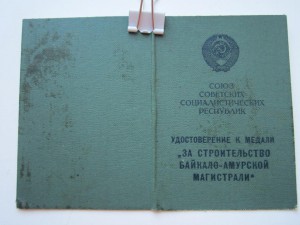 СОЮЗ
СОВЕТСКИХ
СОЦИАЛИСТИЧЕСКИХ
РЕСПУБЛИК
УДОСТОВЕРЕНИЕ К МЕДАЛИ
„ЗА СТРОИТЕЛЬСТВО
БАЙКАЛО-АМУРСКОЙ
МАГИСТРАЛИ"